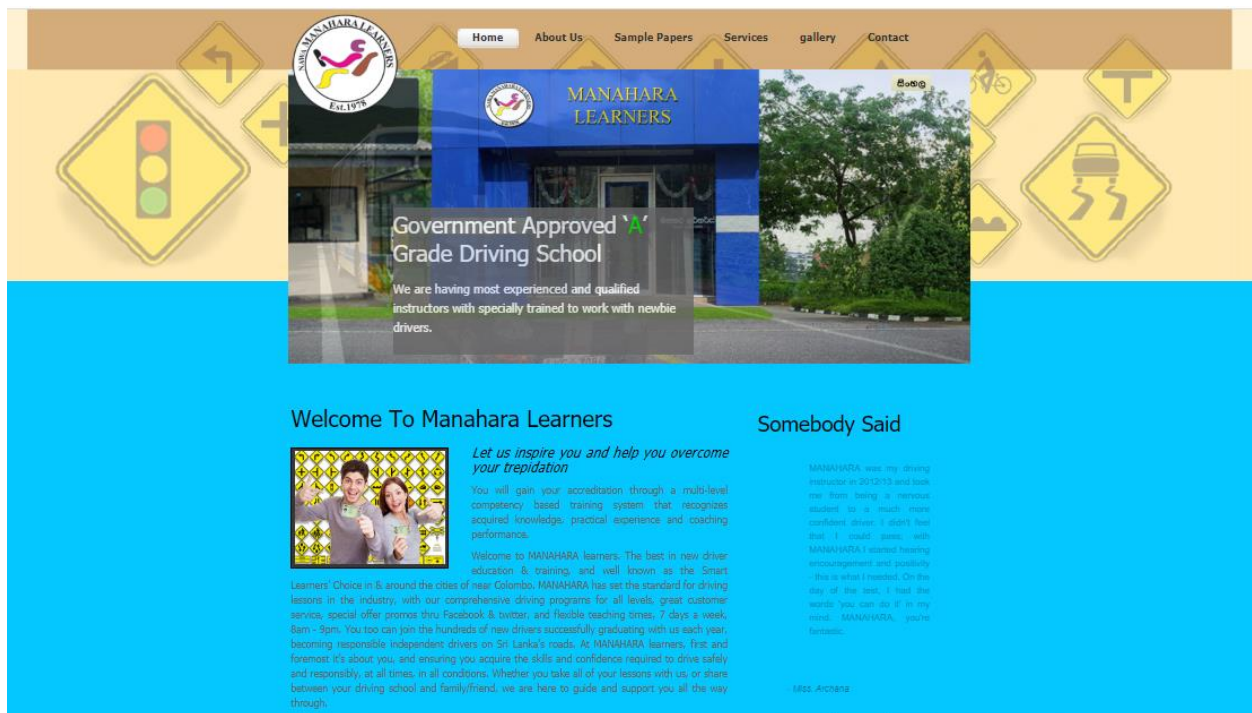 NAWA MANAHARA LEARNERS
Est.1978
Home
About Us
Sample Papers
Services
gallery
Contact
සිංහල
MANAHARA
LEARNERS
Government Approved ‘A’
Grade Driving School
We are having most experienced and qualified
instructors with specially trained to work with newbie
drivers.
Welcome To Manahara Learners
Let us inspire you and help you overcome
your trepidation
You will gain your accreditation through a multi-level
competency based training system that recognizes
acquired knowledge, practical experience and coaching
performance.
Welcome to MANAHARA learners. The best in new driver
education & training, and well known as the Smart
Learners' Choice in & around the cities of near Colombo. MANAHARA has set the standard for driving
lessons in the industry, with our comprehensive driving programs for all levels, great customer
service, special offer promos thru Facebook & twitter, and flexible teaching times, 7 days a week,
8am - 9pm. You too can join the hundreds of new drivers successfully graduating with us each year,
becoming responsible independent drivers on Sri Lanka's roads. At MANAHARA learners, first and
foremost it's about you, and ensuring you acquire the skills and confidence required to drive safely
and responsibly, at all times, in all conditions. Whether you take all of your lessons with us, or share
between your driving school and family/friend, we are here to guide and support you all the way
through.
Somebody Said
MANAHARA was my driving
instructor in 2012/13 and took
me from being a nervous
student to a much more
confident driver. I didn't feel
that I could pass, with
MANAHARA I started hearing
encouragement and positivity
- this is what I needed. On the
day of the test, I had the
words 'you can do it' in my
mind. MANAHARA, you're
fantastic.
- Miss. Archana